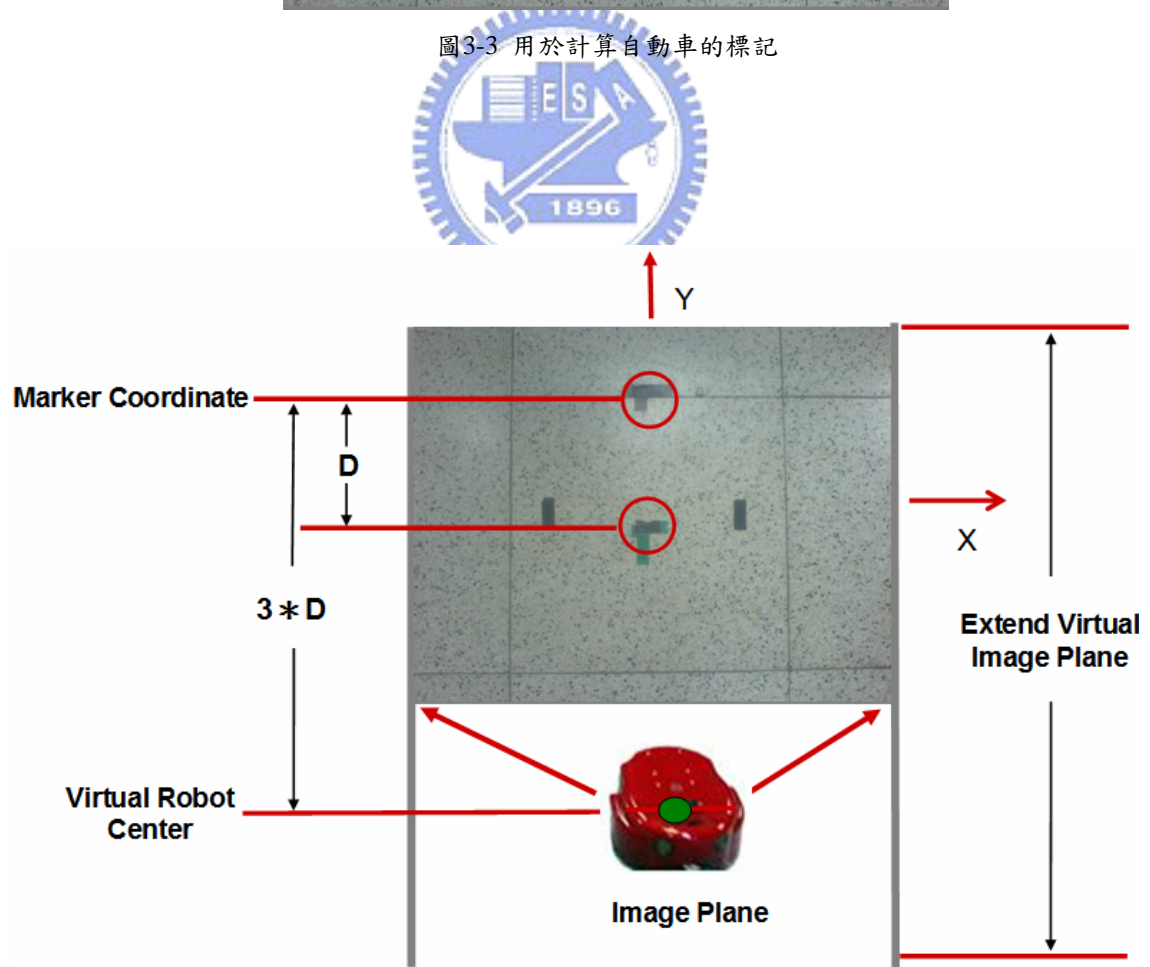 圖3-3 用於計算自動車的標記
E S A
1896
Y
Marker Coordinate
D
X
3 * D
Extend Virtual
Image Plane
Virtual Robot
Center
Image Plane